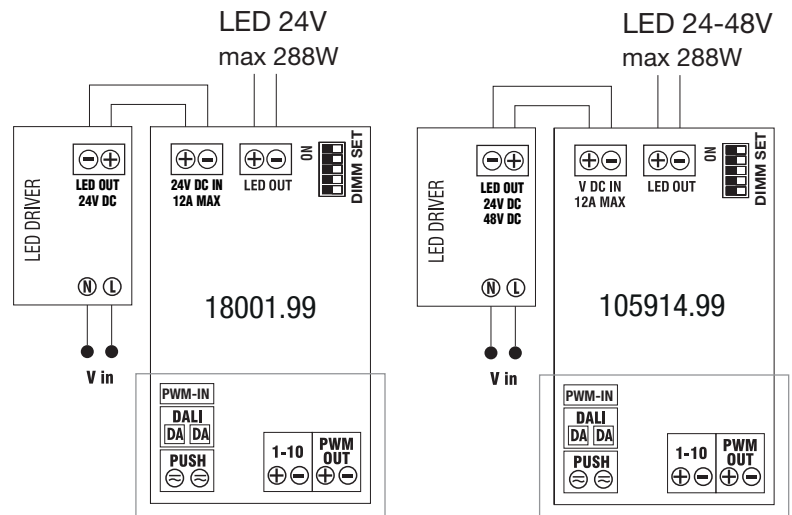 LED 24V
max 288W
LED DRIVER
⊖ ⊕
LED OUT
24V DC
N L
V in
⊕ ⊖
24V DC IN
12A MAX
⊕ ⊖
LED OUT
ON
DIMM SET
18001.99
PWM-IN
DALI
DA DA
PUSH
1-10
⊕ ⊖
PWM
OUT
⊕ ⊖
LED 24-48V
max 288W
LED DRIVER
⊖ ⊕
LED OUT
24V DC
48V DC
N L
V in
⊕ ⊖
V DC IN
12A MAX
⊕ ⊖
LED OUT
ON
DIMM SET
105914.99
PWM-IN
DALI
DA DA
PUSH
1-10
⊕ ⊖
PWM
OUT
⊕ ⊖